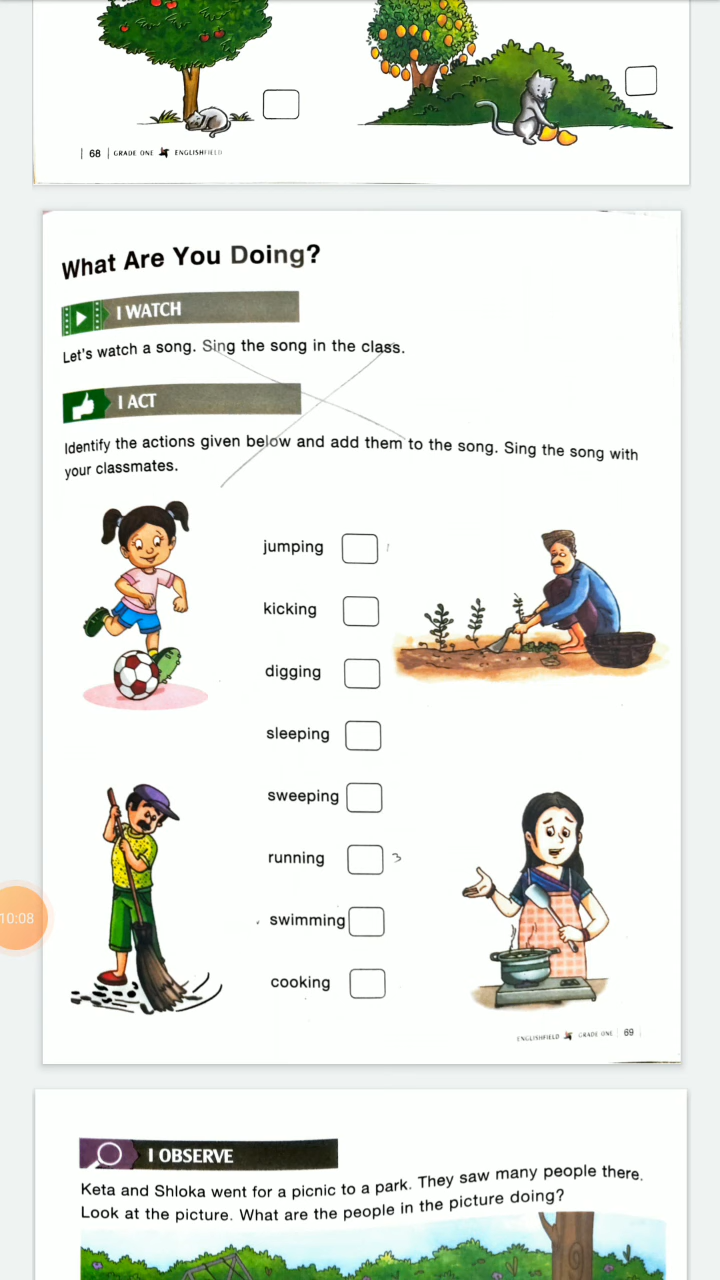 68 GRADE ONE ENGLISHFIELD
What Are You Doing?
I WATCH
Let's watch a song. Sing the song in the class.
I ACT
Identify the actions given below and add them to the song. Sing the song with
your classmates.
jumping
kicking
digging
sleeping
sweeping
running 3
10:08
swimming
cooking
ENGLISHFIELD GRADE ONE 69
I OBSERVE
Keta and Shloka went for a picnic to a park. They saw many people there.
Look at the picture. What are the people in the picture doing?